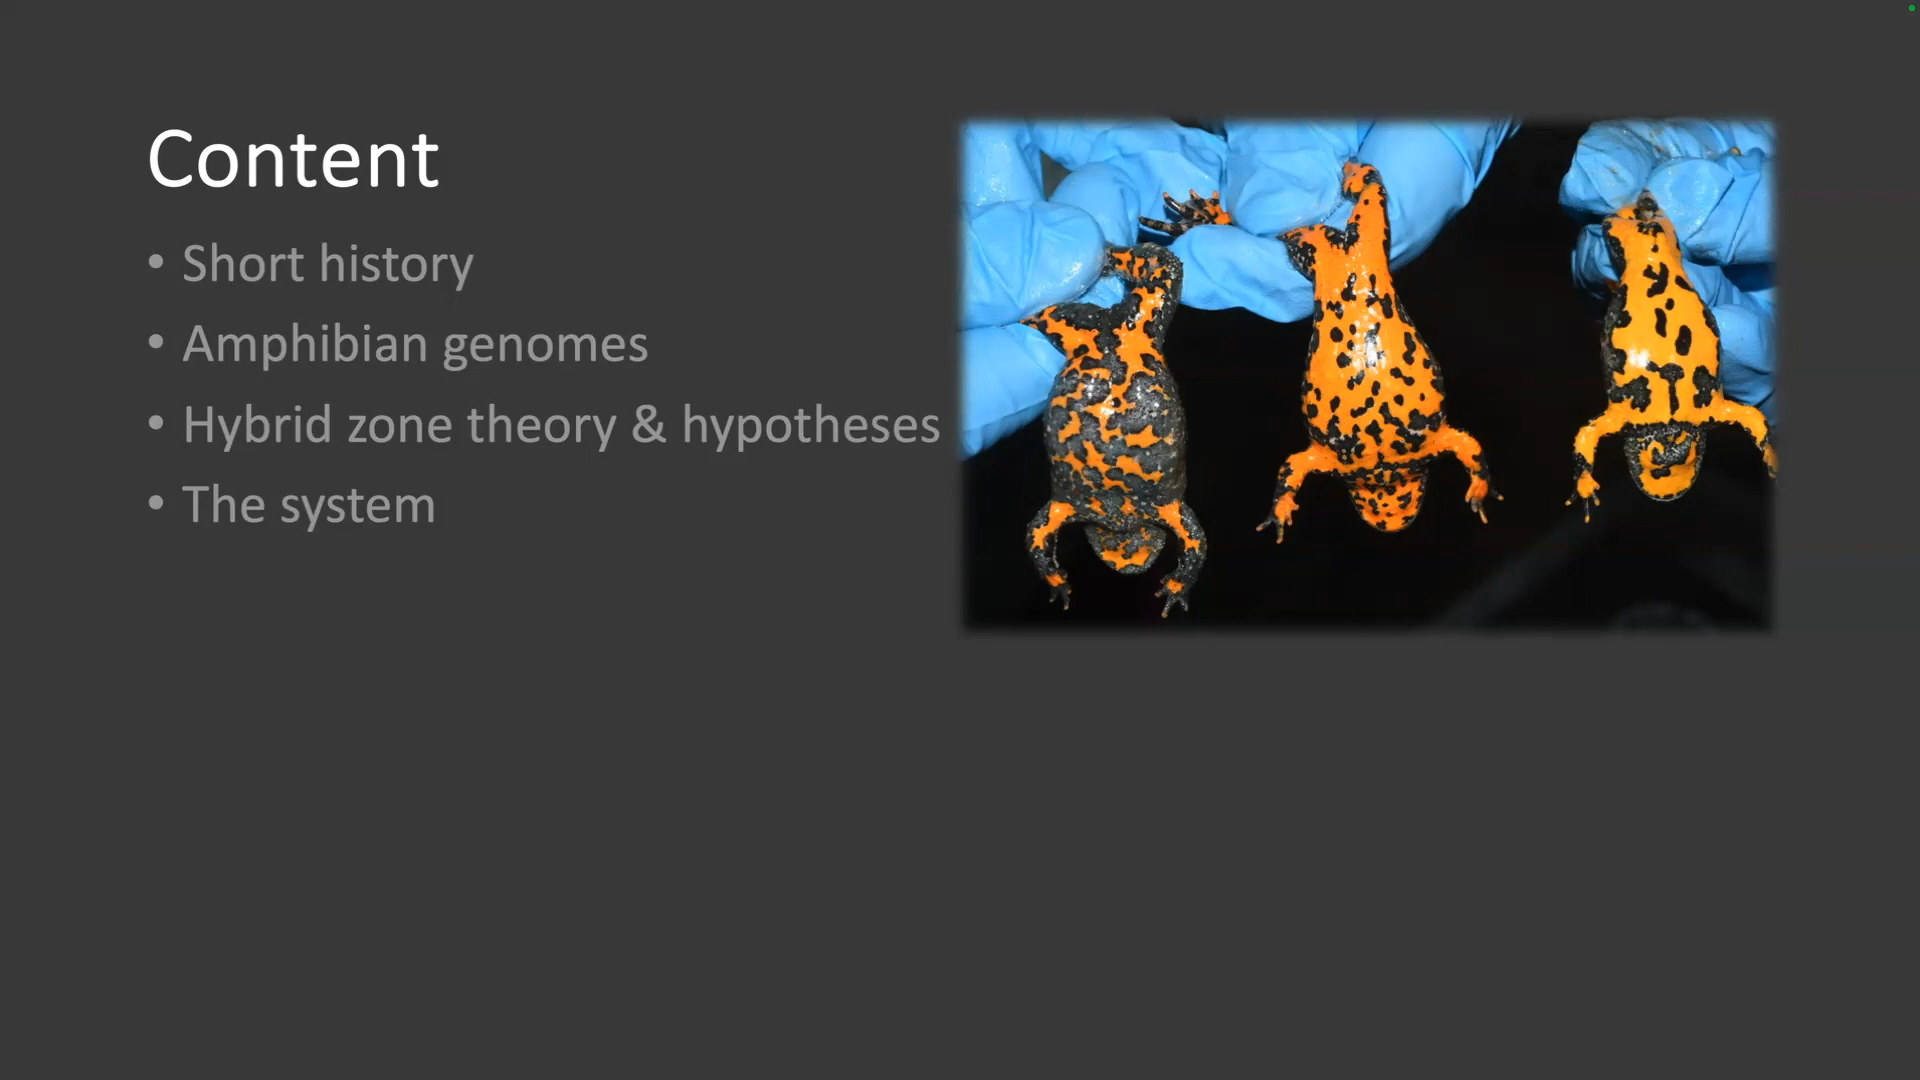 Content
• Short history
• Amphibian genomes
• Hybrid zone theory & hypotheses
• The system